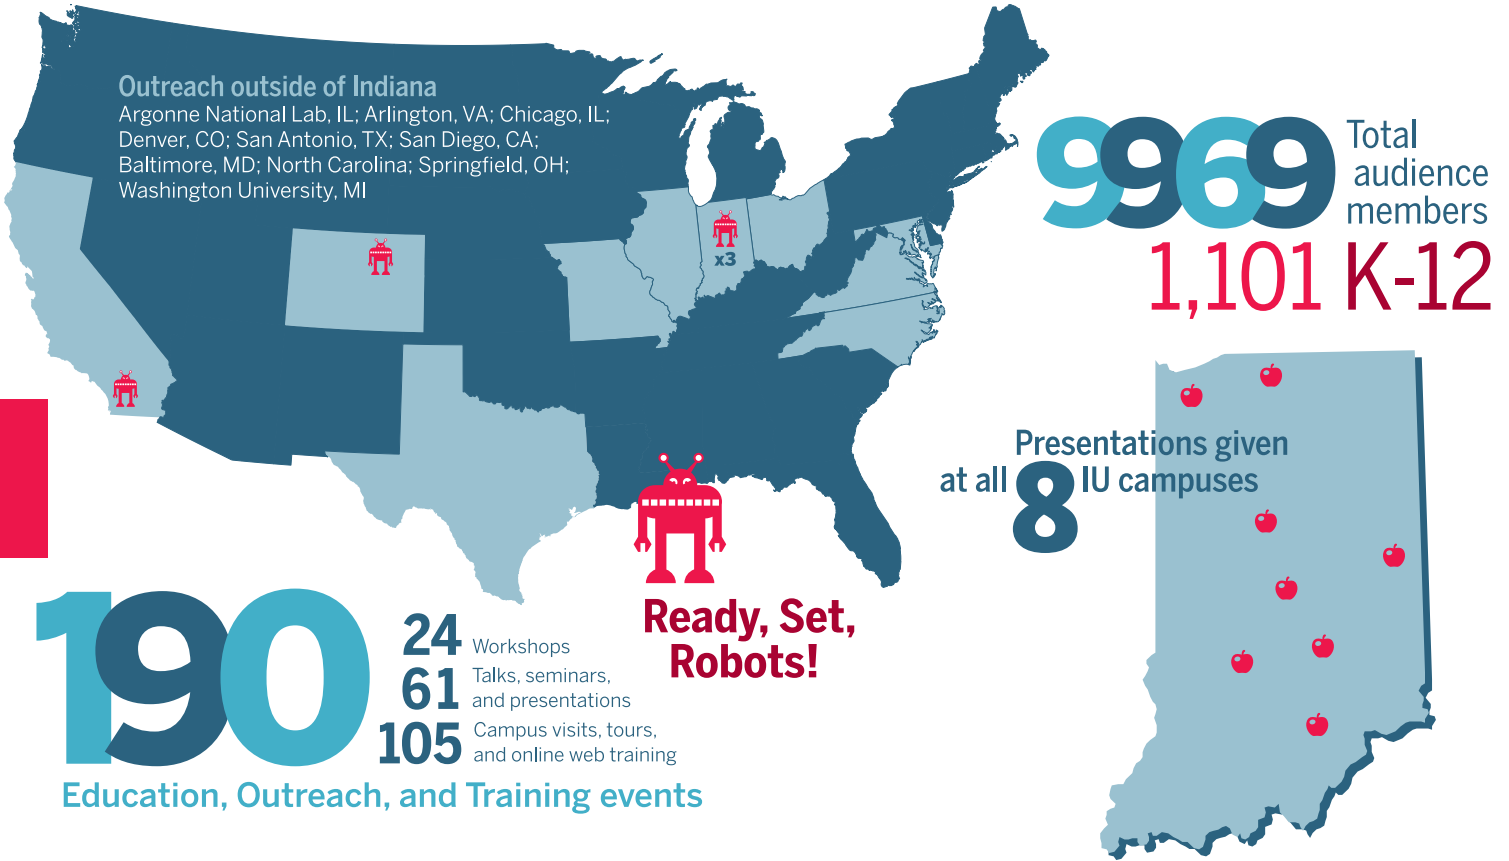 Outreach outside of Indiana
Argonne National Lab, IL; Arlington, VA; Chicago, IL;
Denver, CO; San Antonio, TX; San Diego, CA;
Baltimore, MD; North Carolina; Springfield, OH;
Washington University, MI
x3
9969 Total
audience
members
1,101 K-12
Presentations given
at all 8 IU campuses
Ready, Set,
Robots!
190
24 Workshops
61 Talks, seminars,
and presentations
105 Campus visits, tours,
and online web training
Education, Outreach, and Training events